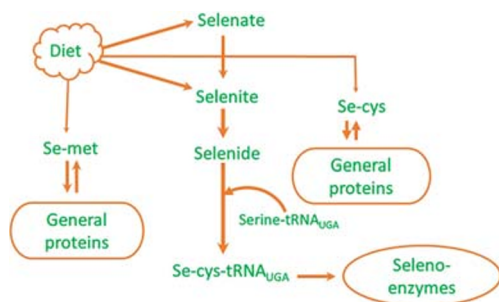 Selenate
Diet
Selenite
Se-cys
Se-met
Selenide
General
proteins
General
proteins
Serine-tRNAUGA
Se-cys-tRNAUGA
Seleno-
enzymes